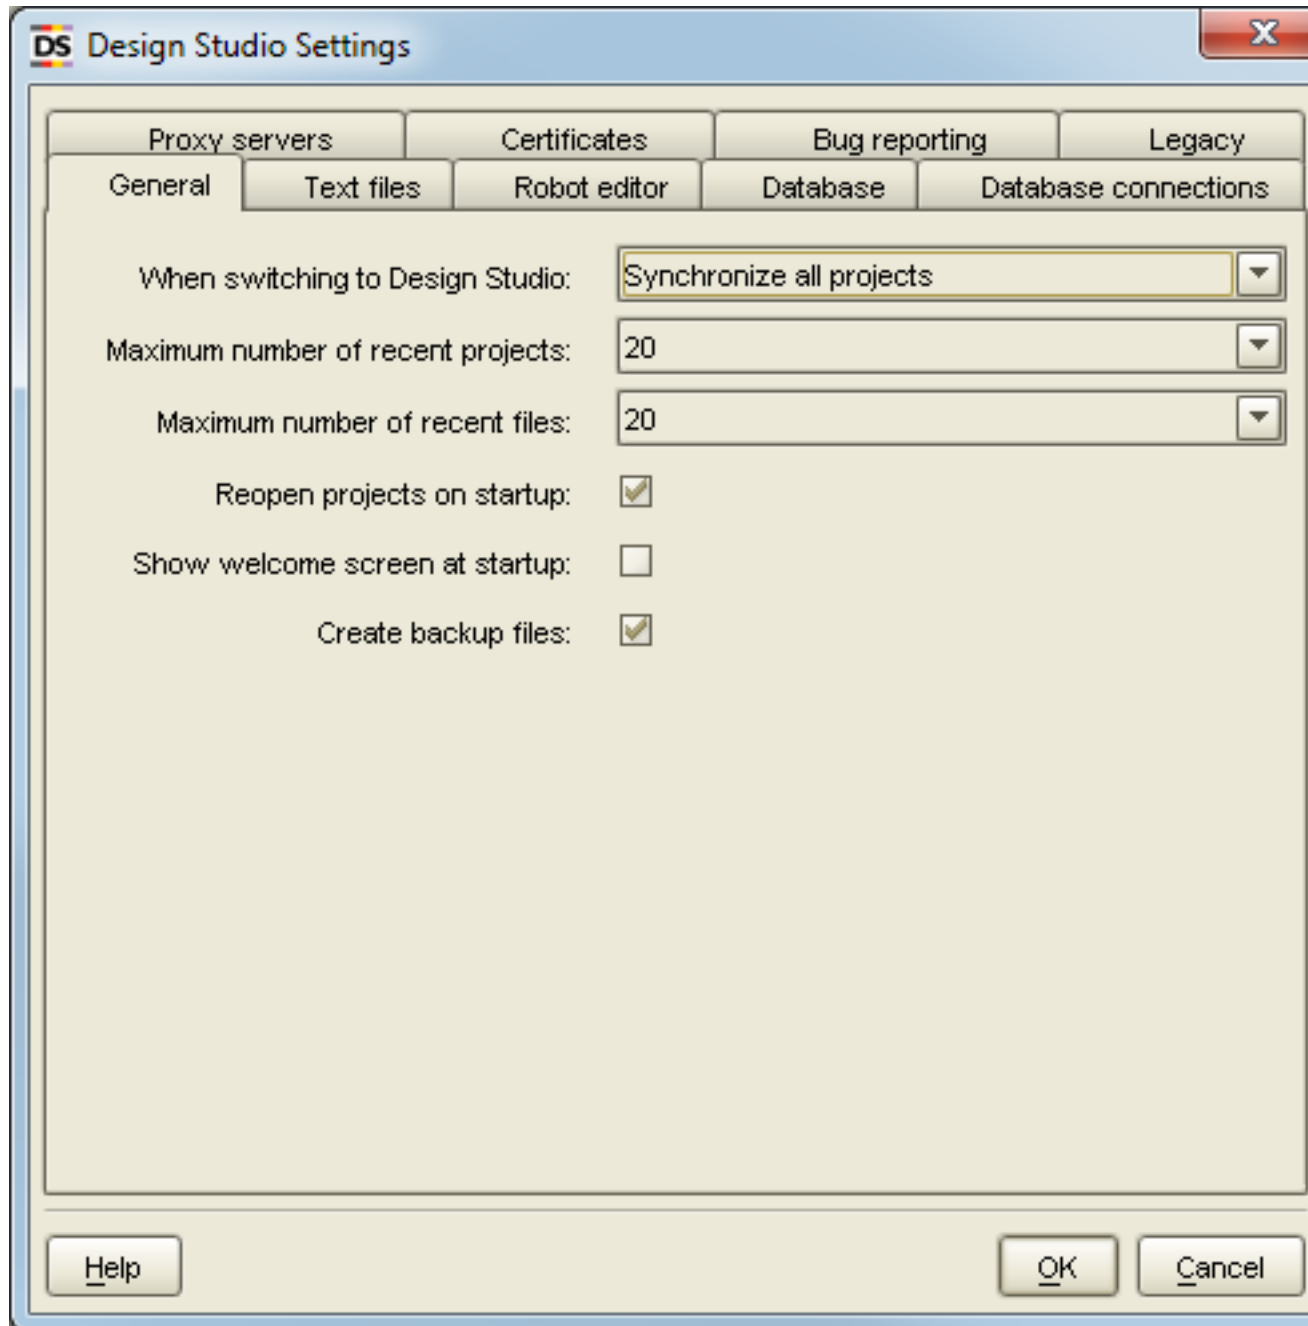 DS Design Studio Settings X
Proxy servers Certificates Bug reporting Legacy
General Text files Robot editor Database Database connections
When switching to Design Studio: Synchronize all projects
Maximum number of recent projects: 20
Maximum number of recent files: 20
Reopen projects on startup:
Show welcome screen at startup:
Create backup files:
Help OK Cancel